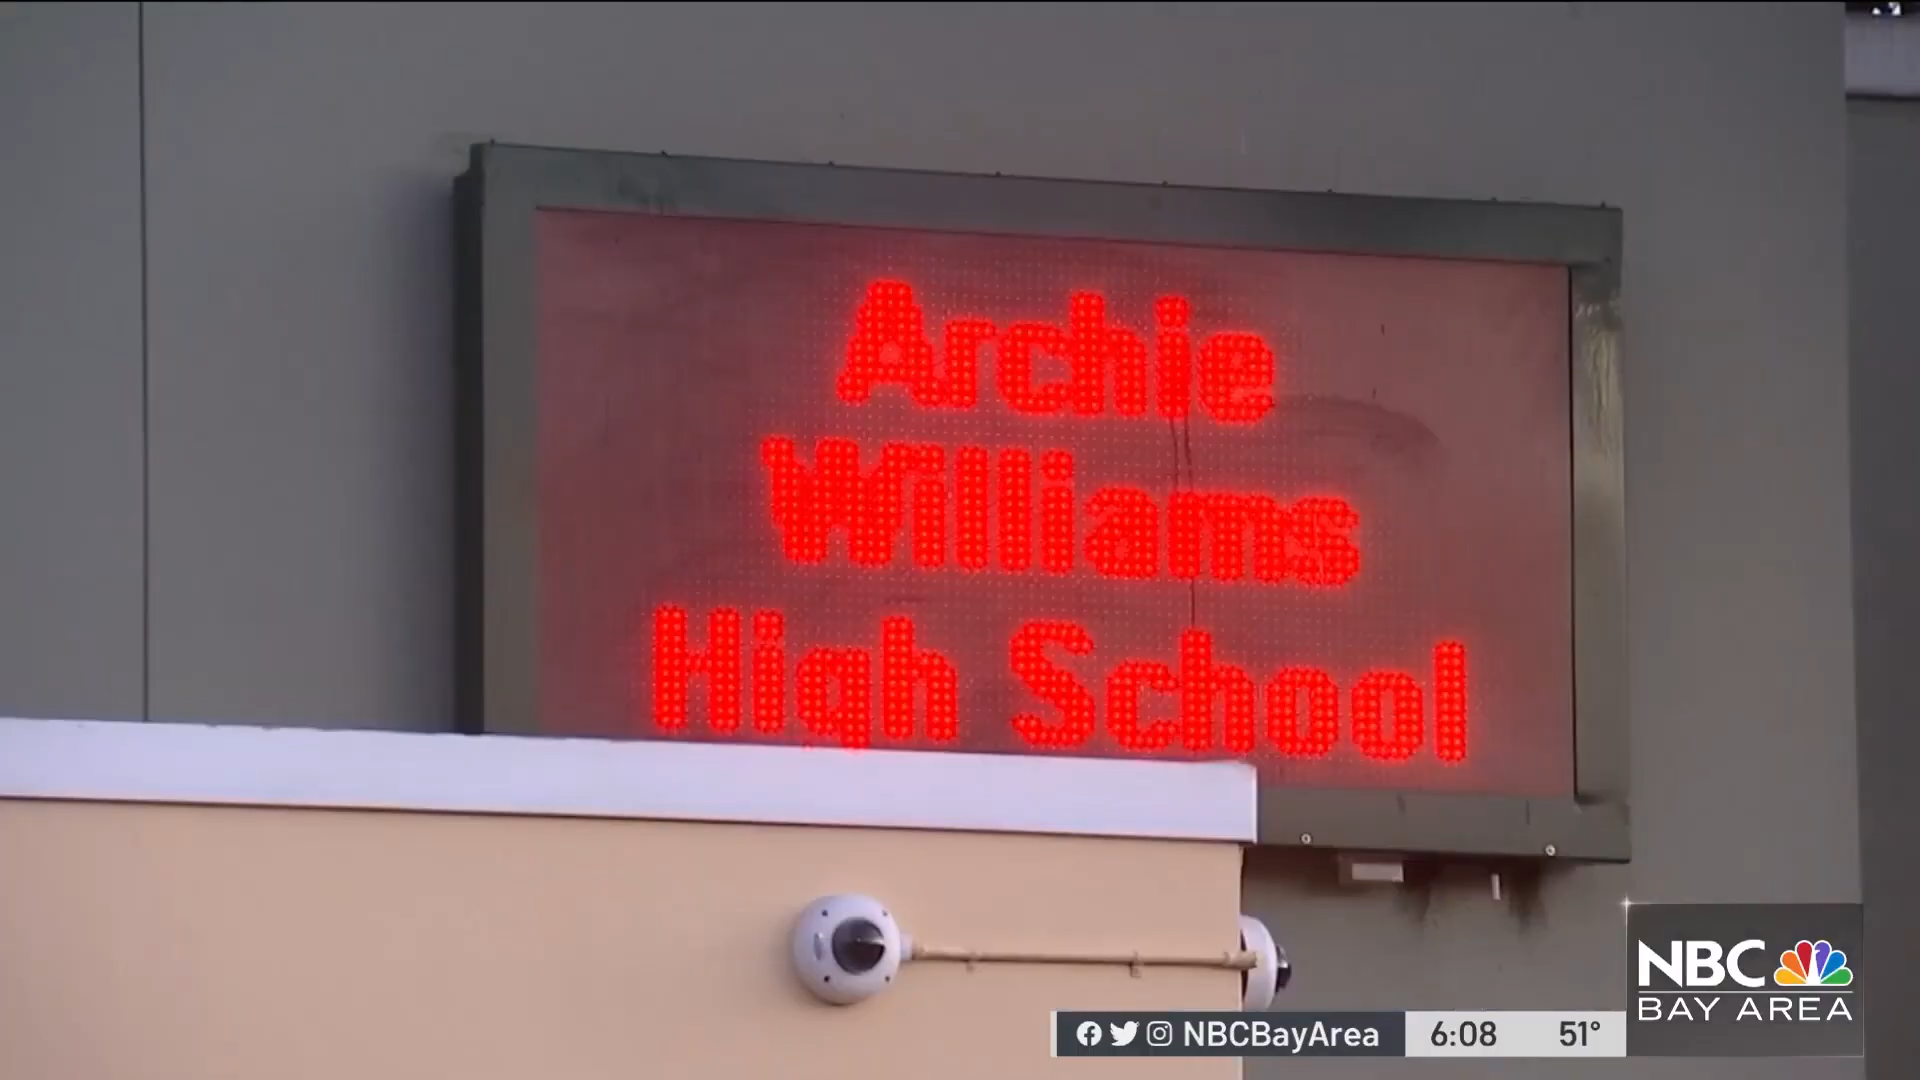 Archie
Williams
High School
NBC
BAY AREA
NBCBayArea 6:08 51°